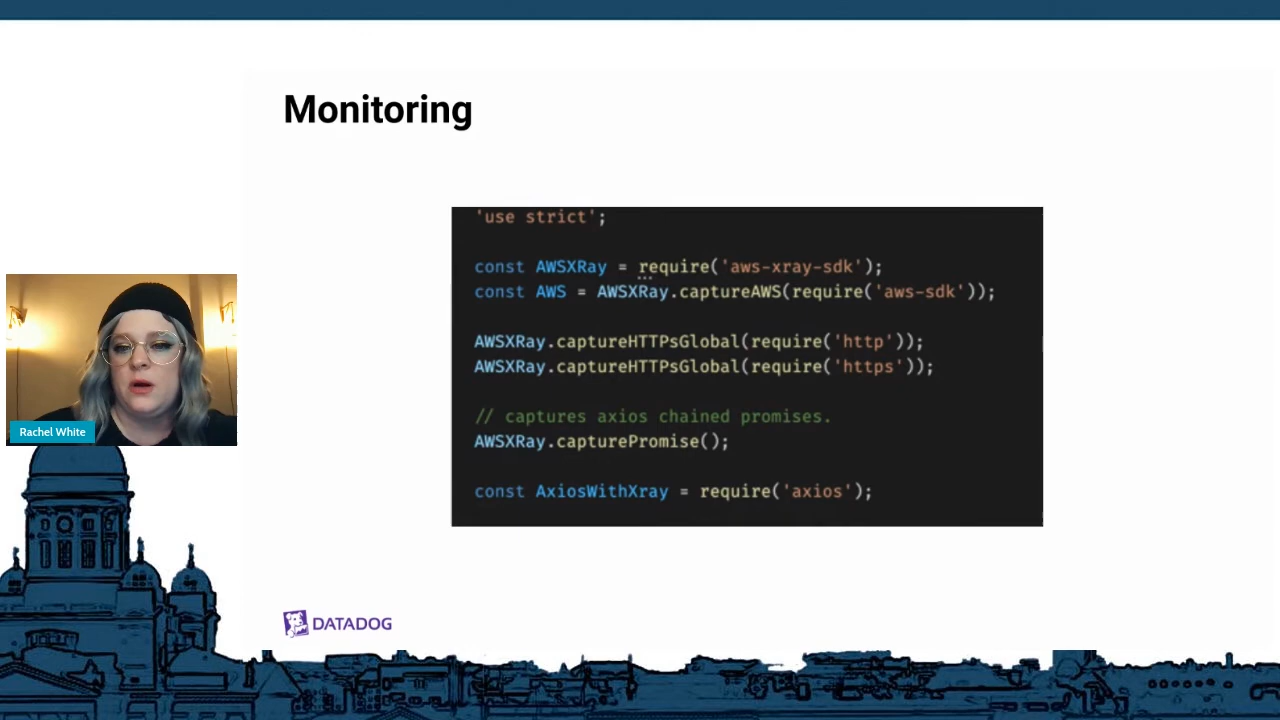 Monitoring
'use strict';
const AWSXRay = require('aws-xray-sdk');
const AWS = AWSXRay.captureAWS(require('aws-sdk'));
AWSXRay.captureHTTPsGlobal(require('http'));
AWSXRay.captureHTTPsGlobal(require('https'));
// captures axios chained promises.
AWSXRay.capturePromise();
const AxiosWithXray = require('axios');
Rachel White
DATADOG